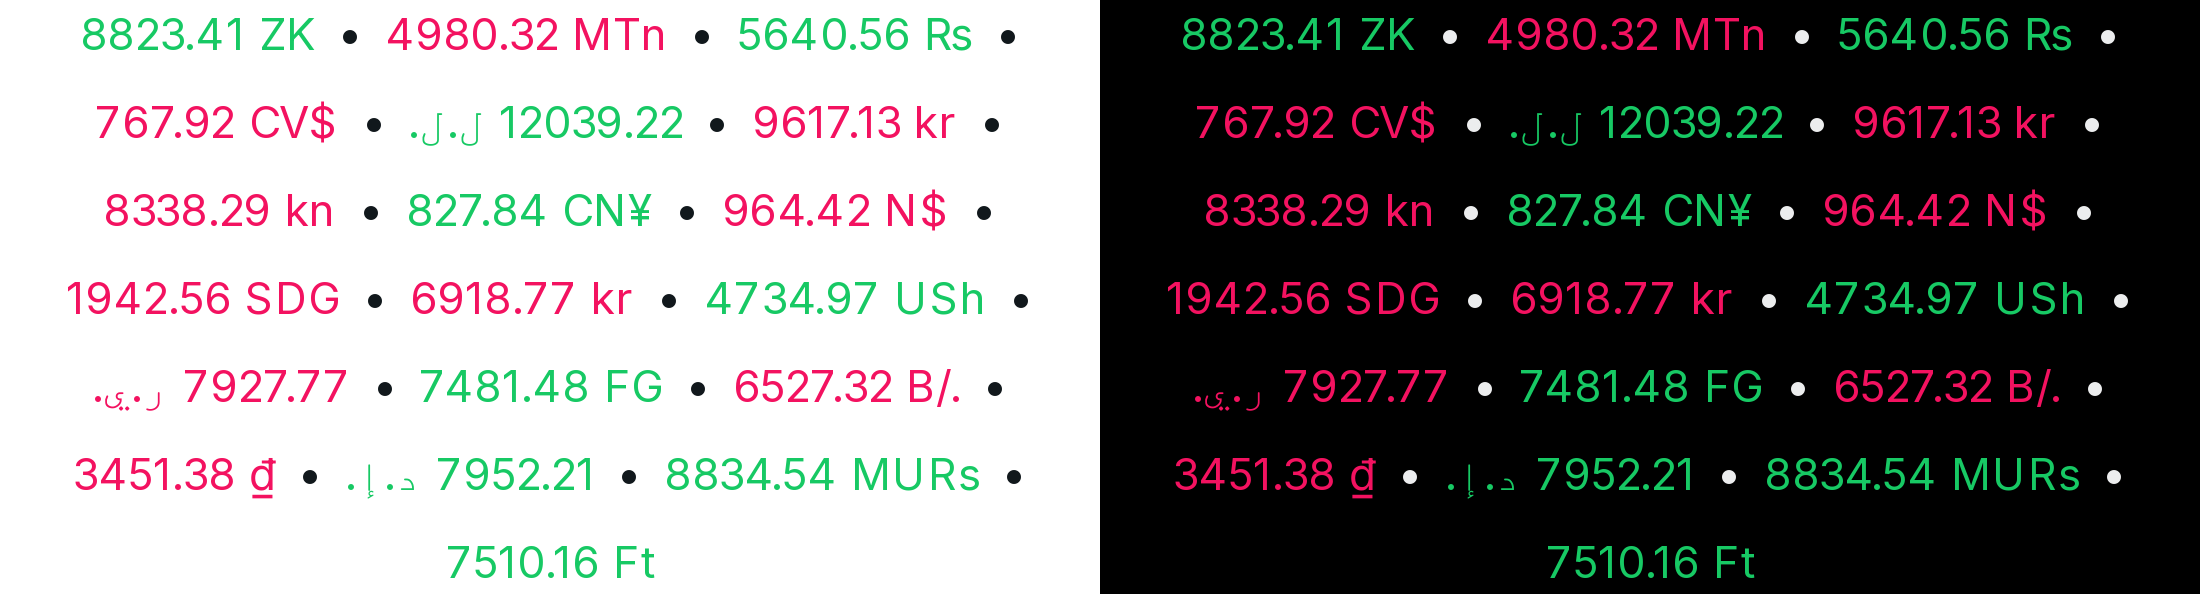 8823.41 ZK • 4980.32 MTn • 5640.56 Rs •
767.92 CV$ • 12039.22 ل.ل.‎ • 9617.13 kr •
8338.29 kn • 827.84 CN¥ • 964.42 N$ •
1942.56 SDG • 6918.77 kr • 4734.97 USh •
7927.77 ر.ي.‎ • 7481.48 FG • 6527.32 B/. •
3451.38 ₫ • 7952.21 د.إ.‎ • 8834.54 MURs •
7510.16 Ft
8823.41 ZK • 4980.32 MTn • 5640.56 Rs •
767.92 CV$ • 12039.22 ل.ل.‎ • 9617.13 kr •
8338.29 kn • 827.84 CN¥ • 964.42 N$ •
1942.56 SDG • 6918.77 kr • 4734.97 USh •
7927.77 ر.ي.‎ • 7481.48 FG • 6527.32 B/. •
3451.38 ₫ • 7952.21 د.إ.‎ • 8834.54 MURs •
7510.16 Ft